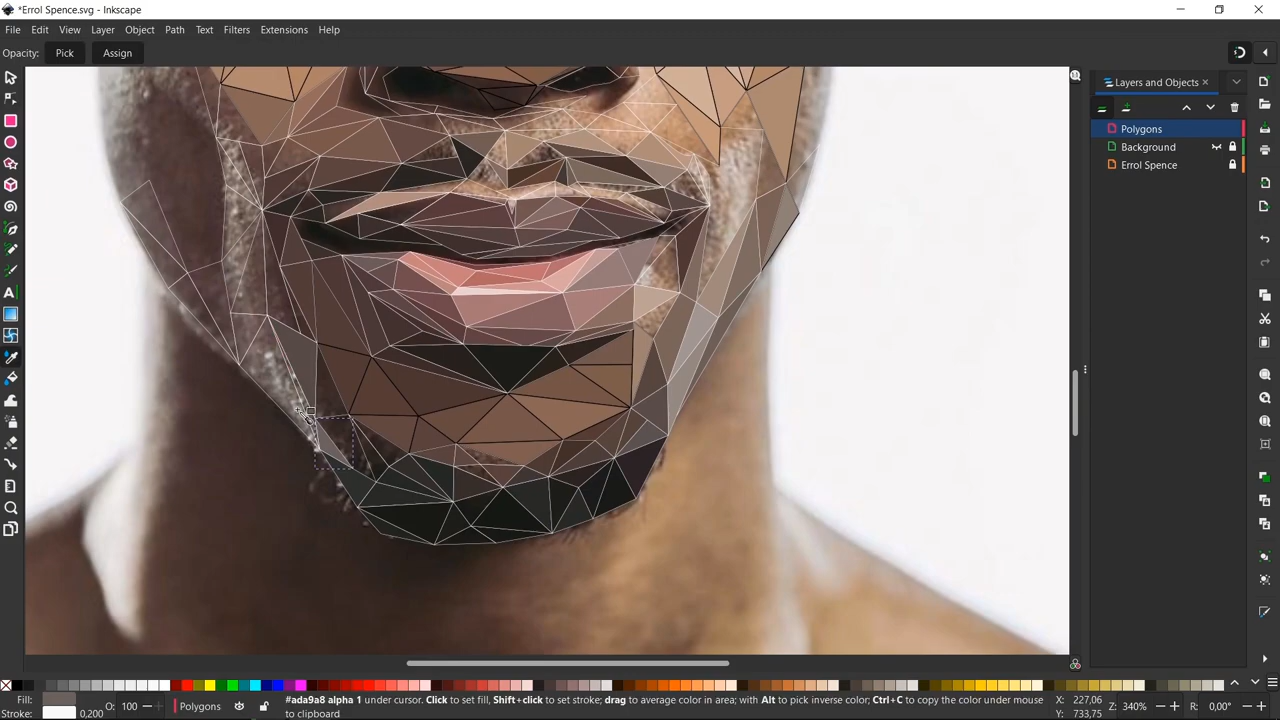 *Errol Spence.svg - Inkscape
File Edit View Layer Object Path Text Filters Extensions Help
Opacity: Pick Assign
Layers and Objects
Polygons
Background
Errol Spence
Fill:
Stroke: 0,200
O: 100
Polygons
#ada9a8 alpha 1 under cursor. Click to set fill, Shift+click to set stroke; drag to average color in area; with Alt to pick inverse color; Ctrl+C to copy the color under mouse
to clipboard
X: 227,06
Y: 733,75
Z: 340%
R: 0,00°